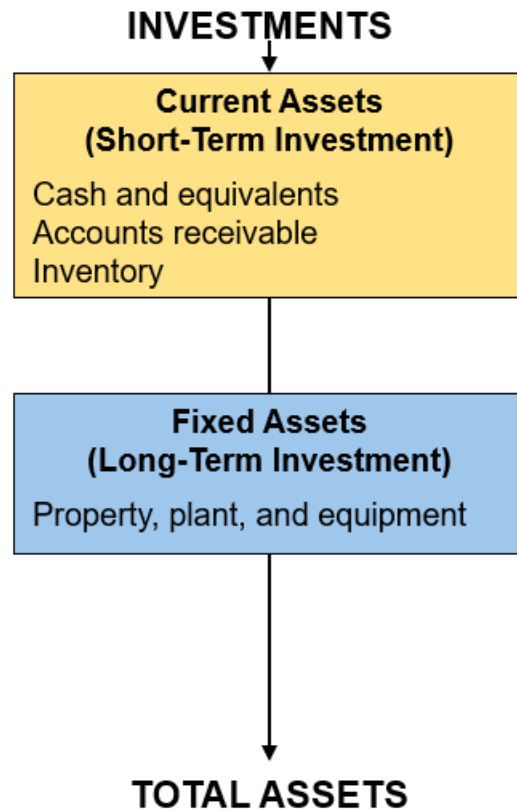 INVESTMENTS
Current Assets
(Short-Term Investment)
Cash and equivalents
Accounts receivable
Inventory
Fixed Assets
(Long-Term Investment)
Property, plant, and equipment
TOTAL ASSETS